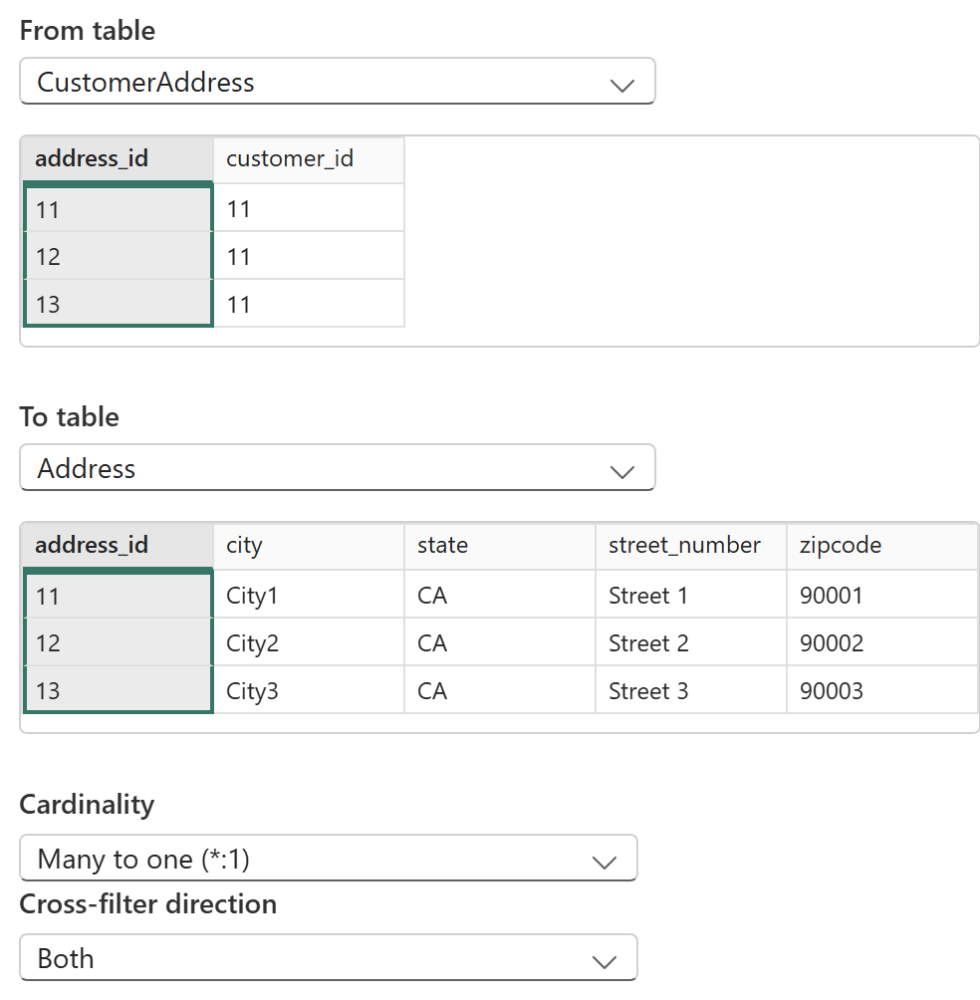 From table
CustomerAddress
address_id customer_id
11 11
12 11
13 11
To table
Address
address_id city state street_number zipcode
11 City1 CA Street 1 90001
12 City2 CA Street 2 90002
13 City3 CA Street 3 90003
Cardinality
Many to one (*:1)
Cross-filter direction
Both